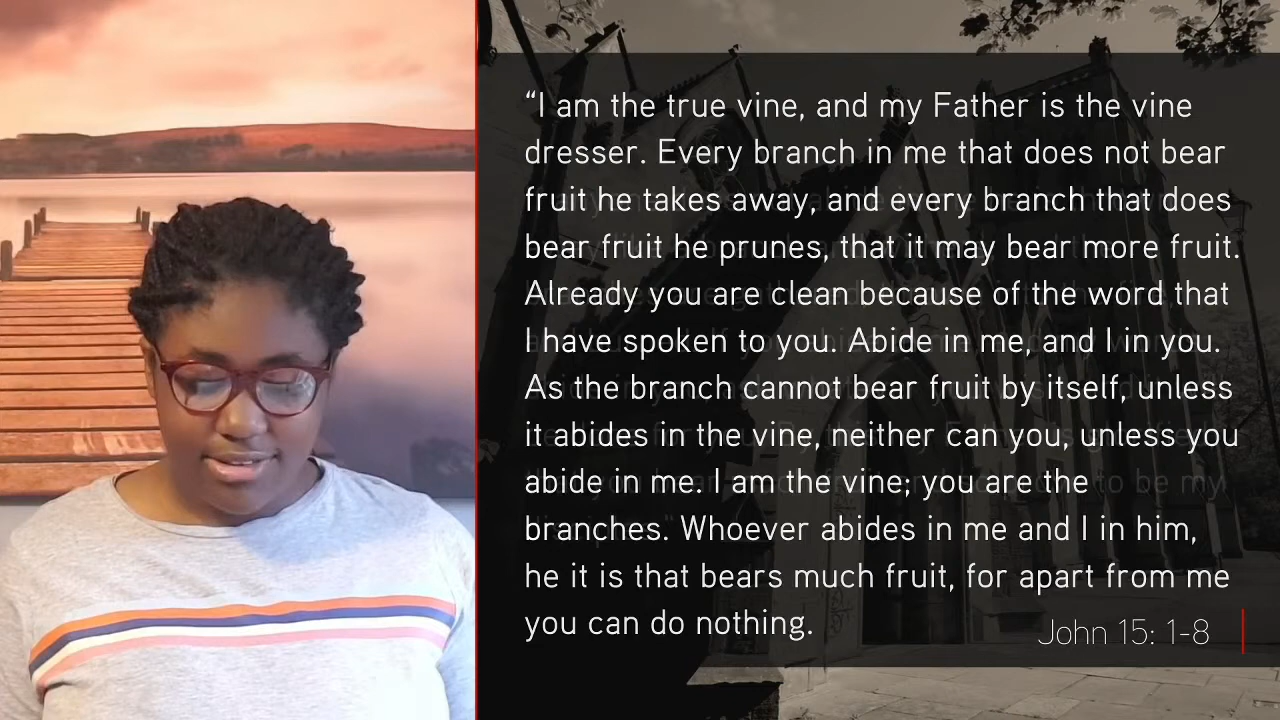 “I am the true vine, and my Father is the vine
dresser. Every branch in me that does not bear
fruit he takes away, and every branch that does
bear fruit he prunes, that it may bear more fruit.
Already you are clean because of the word that
I have spoken to you. Abide in me, and I in you.
As the branch cannot bear fruit by itself, unless
it abides in the vine, neither can you, unless you
abide in me. I am the vine; you are the
branches. Whoever abides in me and I in him,
he it is that bears much fruit, for apart from me
you can do nothing.
John 15: 1-8